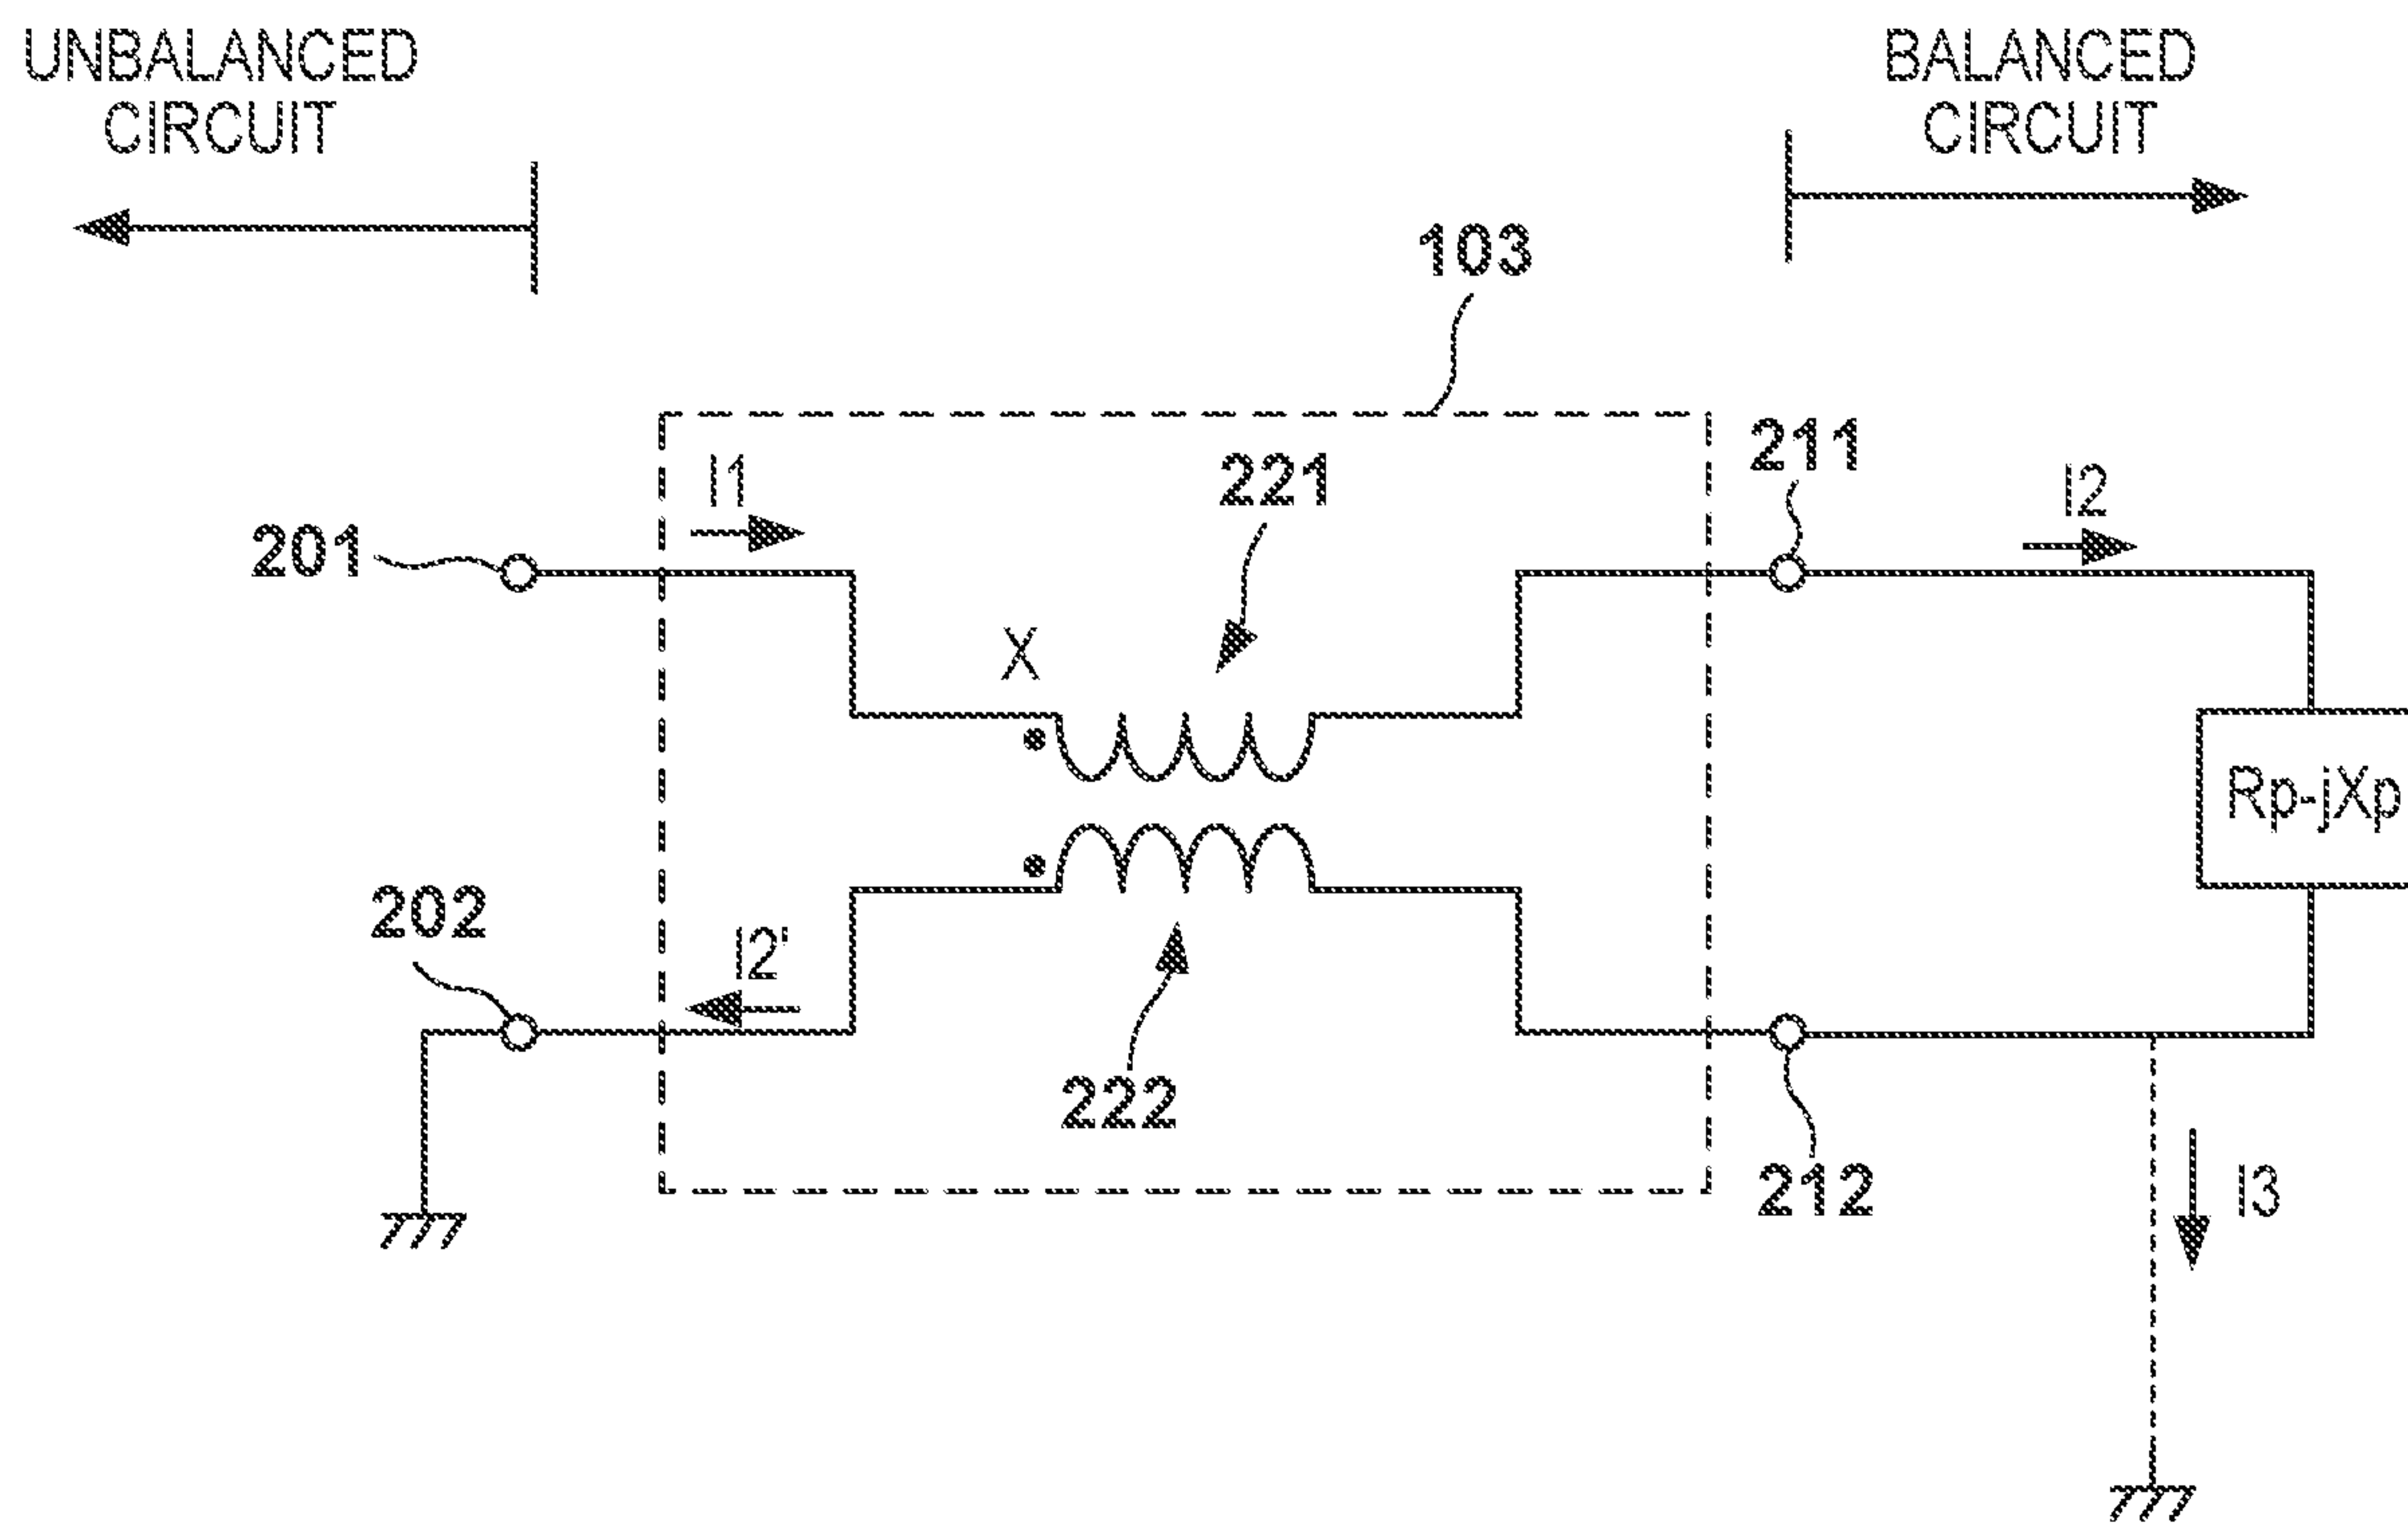 UNBALANCED
CIRCUIT
BALANCED
CIRCUIT
103
I1
221
211
I2
201
X
Rp-jXp
202
I2'
222
212
I3